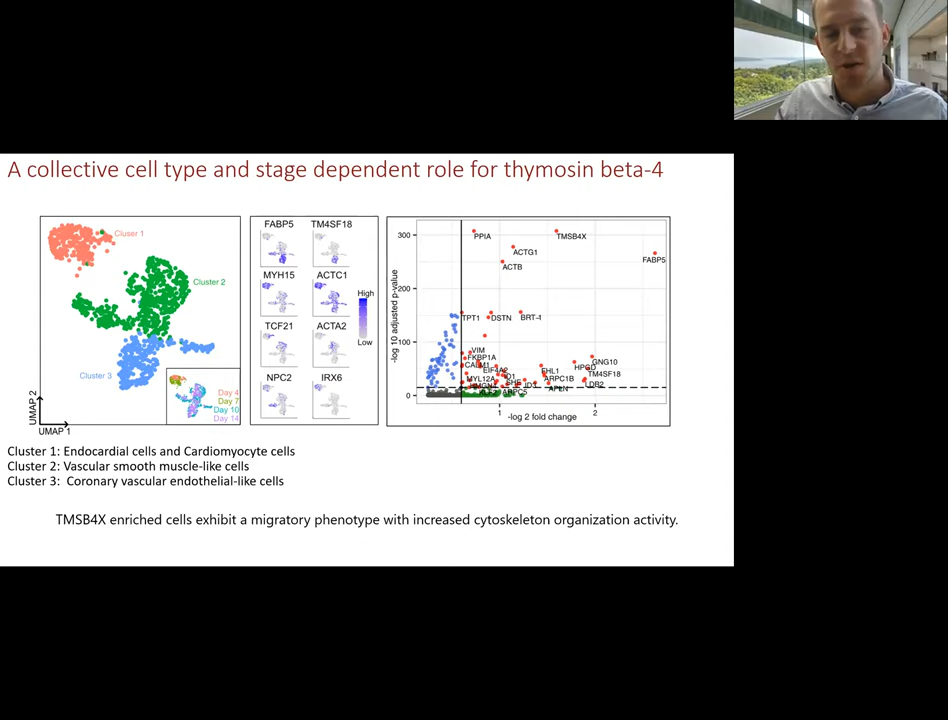 A collective cell type and stage dependent role for thymosin beta-4
Cluser 1
Cluster 2
Cluster 3
Day 4
Day 7
Day 10
Day 14
UMAP 2
UMAP 1
FABP5 TM4SF18
MYH15 ACTC1
TCF21 ACTA2
NPC2 IRX6
High
Low
-log 10 adjusted p-value
300
200
100
0
PPIA
TMSB4X
ACTG1
FABP5
ACTB
TPT1
DSTN
BRT-4
VIM
FKBP1A
CALM1
EIF4A2
FHL1
HPGD
GNG10
TM4SF18
MYL12A
ID1
ARPC1B
APLN
1
2
-log 2 fold change
Cluster 1: Endocardial cells and Cardiomyocyte cells
Cluster 2: Vascular smooth muscle-like cells
Cluster 3: Coronary vascular endothelial-like cells
TMSB4X enriched cells exhibit a migratory phenotype with increased cytoskeleton organization activity.